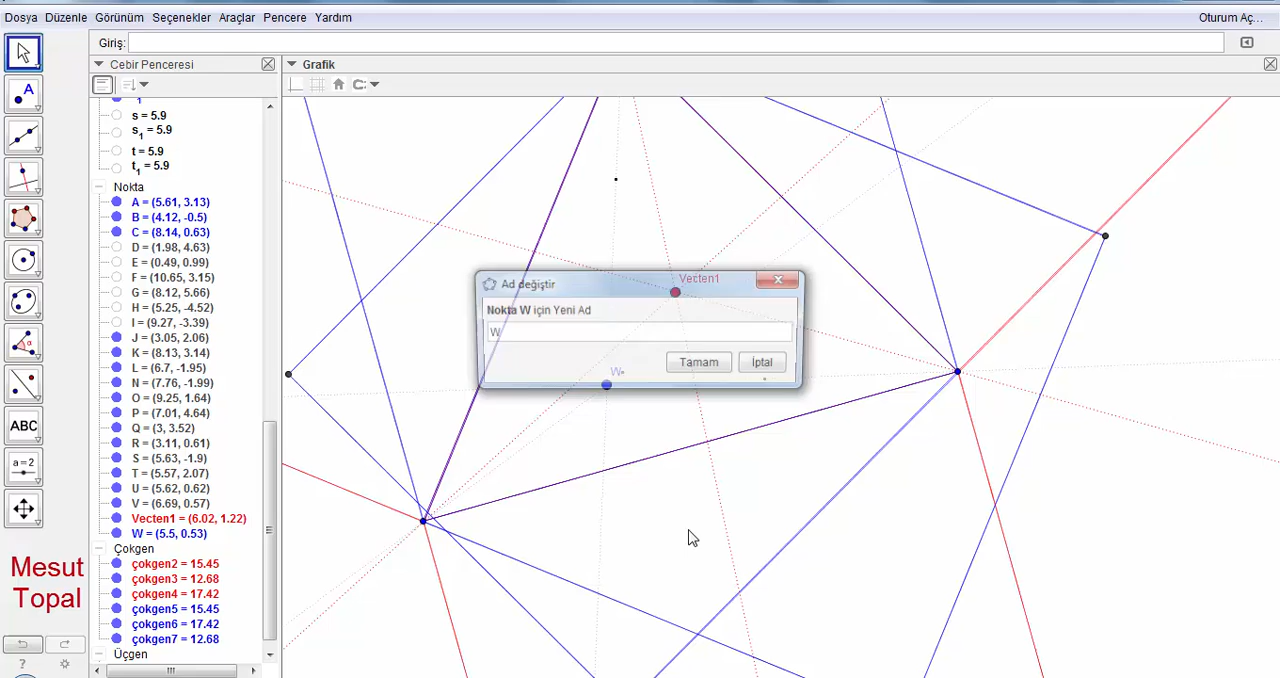 Dosya Düzenle Görünüm Seçenekler Araçlar Pencere Yardım Oturum Aç...
Giriş:
Cebir Penceresi
Grafik
s = 5.9
s1 = 5.9
t = 5.9
t1 = 5.9
Nokta
A = (5.61, 3.13)
B = (4.12, -0.5)
C = (8.14, 0.63)
D = (1.98, 4.63)
E = (0.49, 0.99)
F = (10.65, 3.15)
G = (8.12, 5.66)
H = (5.25, -4.52)
I = (9.27, -3.39)
J = (3.05, 2.06)
K = (8.13, 3.14)
L = (6.7, -1.95)
N = (7.76, -1.99)
O = (9.25, 1.64)
P = (7.01, 4.64)
Q = (3, 3.52)
R = (3.11, 0.61)
S = (5.63, -1.9)
T = (5.57, 2.07)
U = (5.62, 0.62)
V = (6.69, 0.57)
Vecten1 = (6.02, 1.22)
W = (5.5, 0.53)
Çokgen
çokgen2 = 15.45
çokgen3 = 12.68
çokgen4 = 17.42
çokgen5 = 15.45
çokgen6 = 17.42
çokgen7 = 12.68
Üçgen
A
ABC
a=2
Mesut
Topal
?
Vecten1
Ad değiştir
Nokta W için Yeni Ad
W
Tamam İptal
W